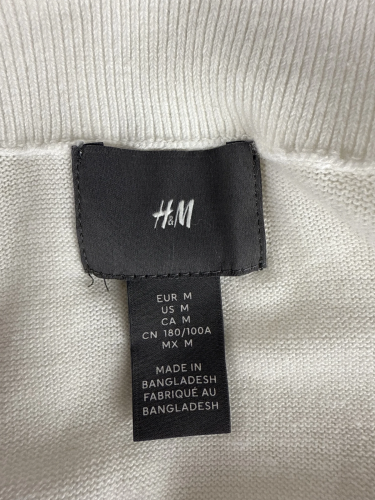 H&M
EUR M
US M
CA M
CN 180/100A
MX M
MADE IN
BANGLADESH
FABRIQUÉ AU
BANGLADESH